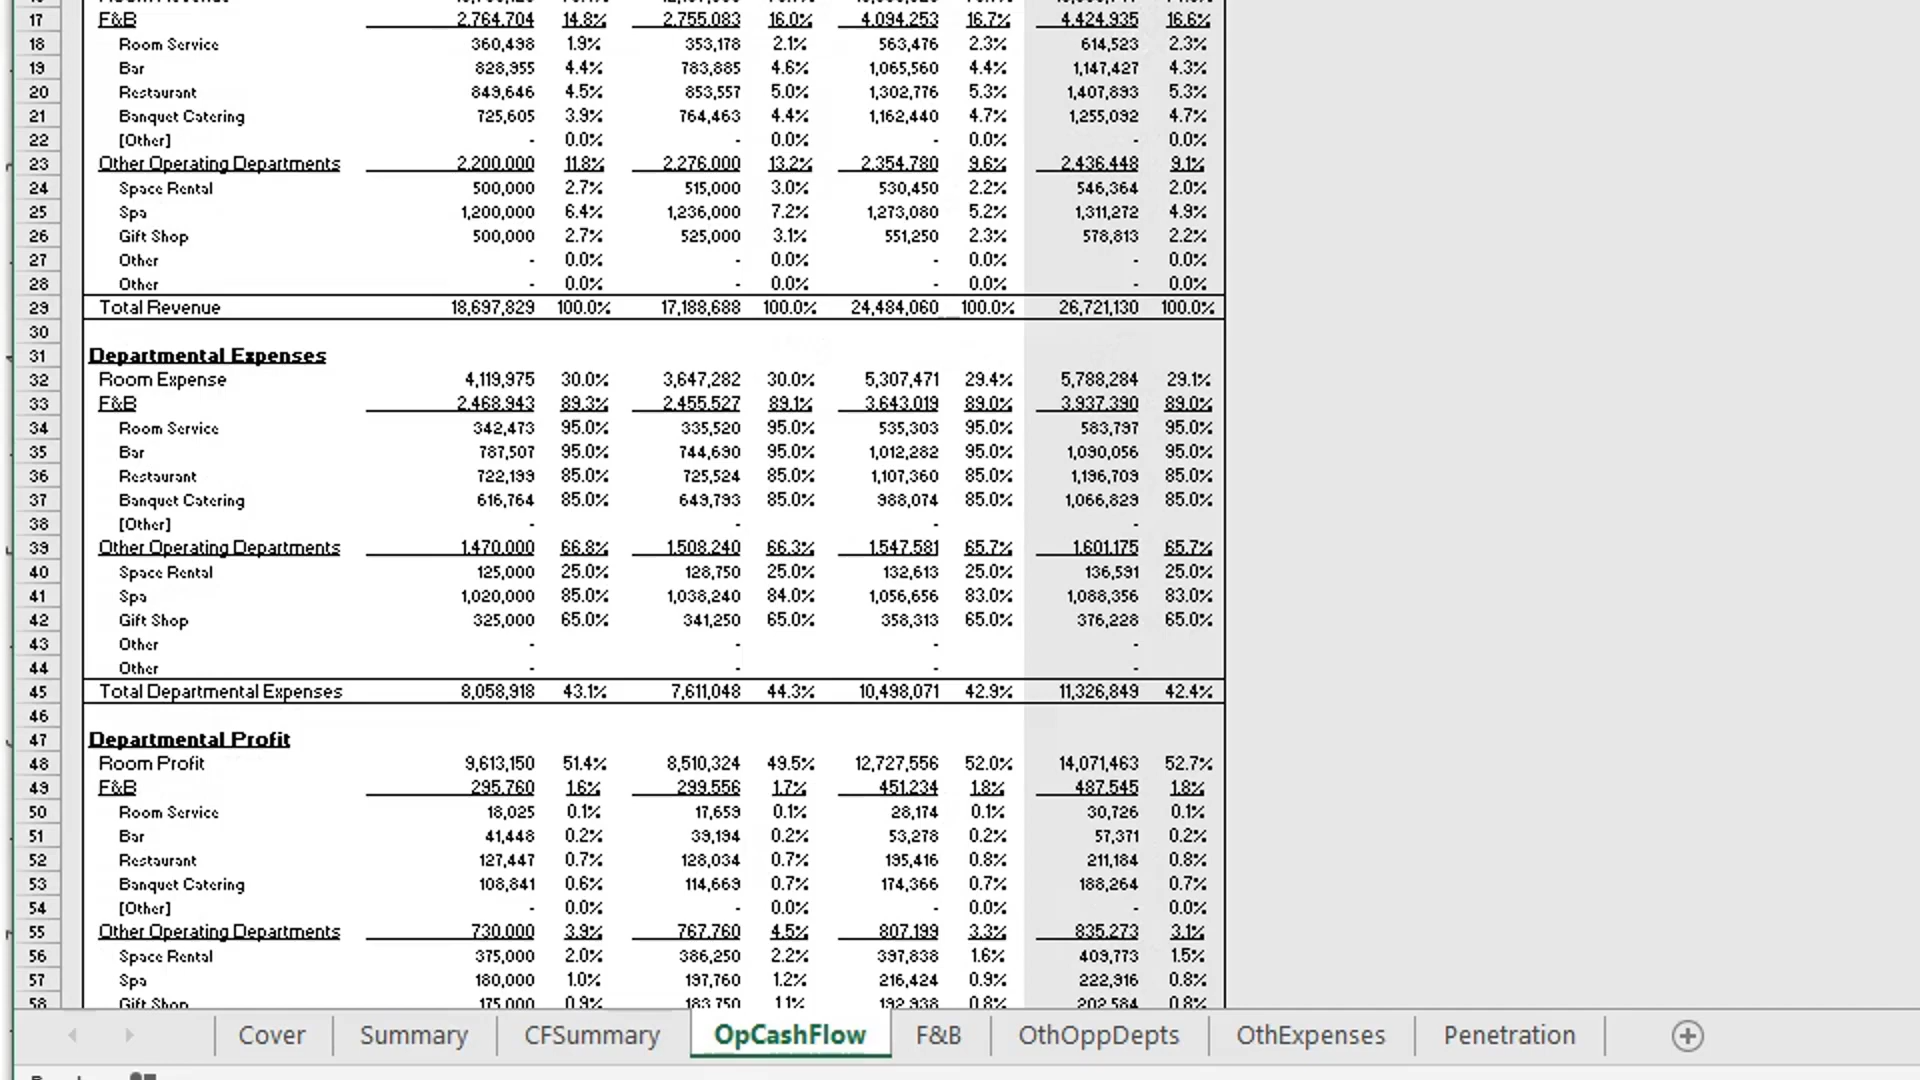 17 F&B 2,764,704 14.8% 2,755,083 16.0% 4,094,253 16.7% 4,424,935 16.6%
18 Room Service 360,498 1.9% 353,178 2.1% 563,476 2.3% 614,523 2.3%
19 Bar 828,955 4.4% 783,885 4.6% 1,065,560 4.4% 1,147,427 4.3%
20 Restaurant 849,646 4.5% 853,557 5.0% 1,302,776 5.3% 1,407,893 5.3%
21 Banquet Catering 725,605 3.9% 764,463 4.4% 1,162,440 4.7% 1,255,092 4.7%
22 [Other] - 0.0% - 0.0% - 0.0% - 0.0%
23 Other Operating Departments 2,200,000 11.8% 2,276,000 13.2% 2,354,780 9.6% 2,436,448 9.1%
24 Space Rental 500,000 2.7% 515,000 3.0% 530,450 2.2% 546,364 2.0%
25 Spa 1,200,000 6.4% 1,236,000 7.2% 1,273,080 5.2% 1,311,272 4.9%
26 Gift Shop 500,000 2.7% 525,000 3.1% 551,250 2.3% 578,813 2.2%
27 Other - 0.0% - 0.0% - 0.0% - 0.0%
28 Other - 0.0% - 0.0% - 0.0% - 0.0%
29 Total Revenue 18,697,829 100.0% 17,188,688 100.0% 24,484,060 100.0% 26,721,130 100.0%
30
31 Departmental Expenses
32 Room Expense 4,119,975 30.0% 3,647,282 30.0% 5,307,471 29.4% 5,788,284 29.1%
33 F&B 2,468,943 89.3% 2,455,527 89.1% 3,643,019 89.0% 3,937,390 89.0%
34 Room Service 342,473 95.0% 335,520 95.0% 535,303 95.0% 583,797 95.0%
35 Bar 787,507 95.0% 744,690 95.0% 1,012,282 95.0% 1,090,056 95.0%
36 Restaurant 722,199 85.0% 725,524 85.0% 1,107,360 85.0% 1,196,709 85.0%
37 Banquet Catering 616,764 85.0% 649,793 85.0% 988,074 85.0% 1,066,829 85.0%
38 [Other] - - - -
39 Other Operating Departments 1,470,000 66.8% 1,508,240 66.3% 1,547,581 65.7% 1,601,175 65.7%
40 Space Rental 125,000 25.0% 128,750 25.0% 132,613 25.0% 136,591 25.0%
41 Spa 1,020,000 85.0% 1,038,240 84.0% 1,056,656 83.0% 1,088,356 83.0%
42 Gift Shop 325,000 65.0% 341,250 65.0% 358,313 65.0% 376,228 65.0%
43 Other - - - -
44 Other - - - -
45 Total Departmental Expenses 8,058,918 43.1% 7,611,048 44.3% 10,498,071 42.9% 11,326,849 42.4%
46
47 Departmental Profit
48 Room Profit 9,613,150 51.4% 8,510,324 49.5% 12,727,556 52.0% 14,071,463 52.7%
49 F&B 295,760 1.6% 299,556 1.7% 451,234 1.8% 487,545 1.8%
50 Room Service 18,025 0.1% 17,659 0.1% 28,174 0.1% 30,726 0.1%
51 Bar 41,448 0.2% 39,194 0.2% 53,278 0.2% 57,371 0.2%
52 Restaurant 127,447 0.7% 128,034 0.7% 195,416 0.8% 211,184 0.8%
53 Banquet Catering 108,841 0.6% 114,669 0.7% 174,366 0.7% 188,264 0.7%
54 [Other] - 0.0% - 0.0% - 0.0% - 0.0%
55 Other Operating Departments 730,000 3.9% 767,760 4.5% 807,199 3.3% 835,273 3.1%
56 Space Rental 375,000 2.0% 386,250 2.2% 397,838 1.6% 409,773 1.5%
57 Spa 180,000 1.0% 197,760 1.2% 216,424 0.9% 222,916 0.8%
58 Gift Shop 175,000 0.9% 183,750 1.1% 192,938 0.8% 202,584 0.8%
Cover Summary CFSummary OpCashFlow F&B OthOppDepts OthExpenses Penetration